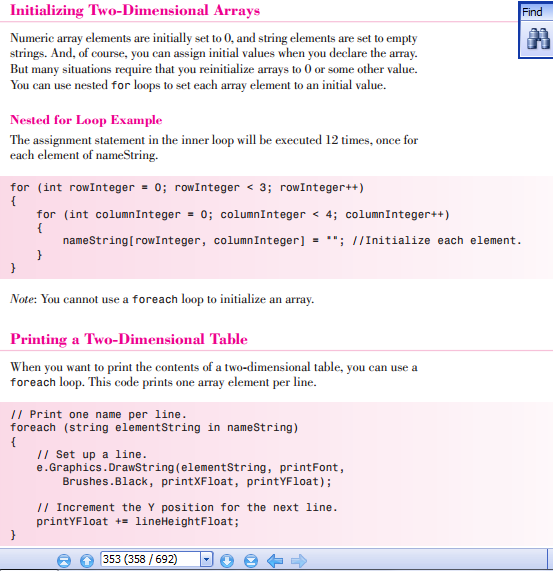 Initializing Two-Dimensional Arrays
Find
Numeric array elements are initially set to 0, and string elements are set to empty
strings. And, of course, you can assign initial values when you declare the array.
But many situations require that you reinitialize arrays to 0 or some other value.
You can use nested for loops to set each array element to an initial value.
Nested for Loop Example
The assignment statement in the inner loop will be executed 12 times, once for
each element of nameString.
for (int rowInteger = 0; rowInteger < 3; rowInteger++)
{
for (int columnInteger = 0; columnInteger < 4; columnInteger++)
{
nameString[rowInteger, columnInteger] = ""; //Initialize each element.
}
}
Note: You cannot use a foreach loop to initialize an array.
Printing a Two-Dimensional Table
When you want to print the contents of a two-dimensional table, you can use a
foreach loop. This code prints one array element per line.
// Print one name per line.
foreach (string elementString in nameString)
{
// Set up a line.
e.Graphics.DrawString(elementString, printFont,
Brushes.Black, printXFloat, printYFloat);
// Increment the Y position for the next line.
printYFloat += lineHeightFloat;
}
353 (358 / 692)